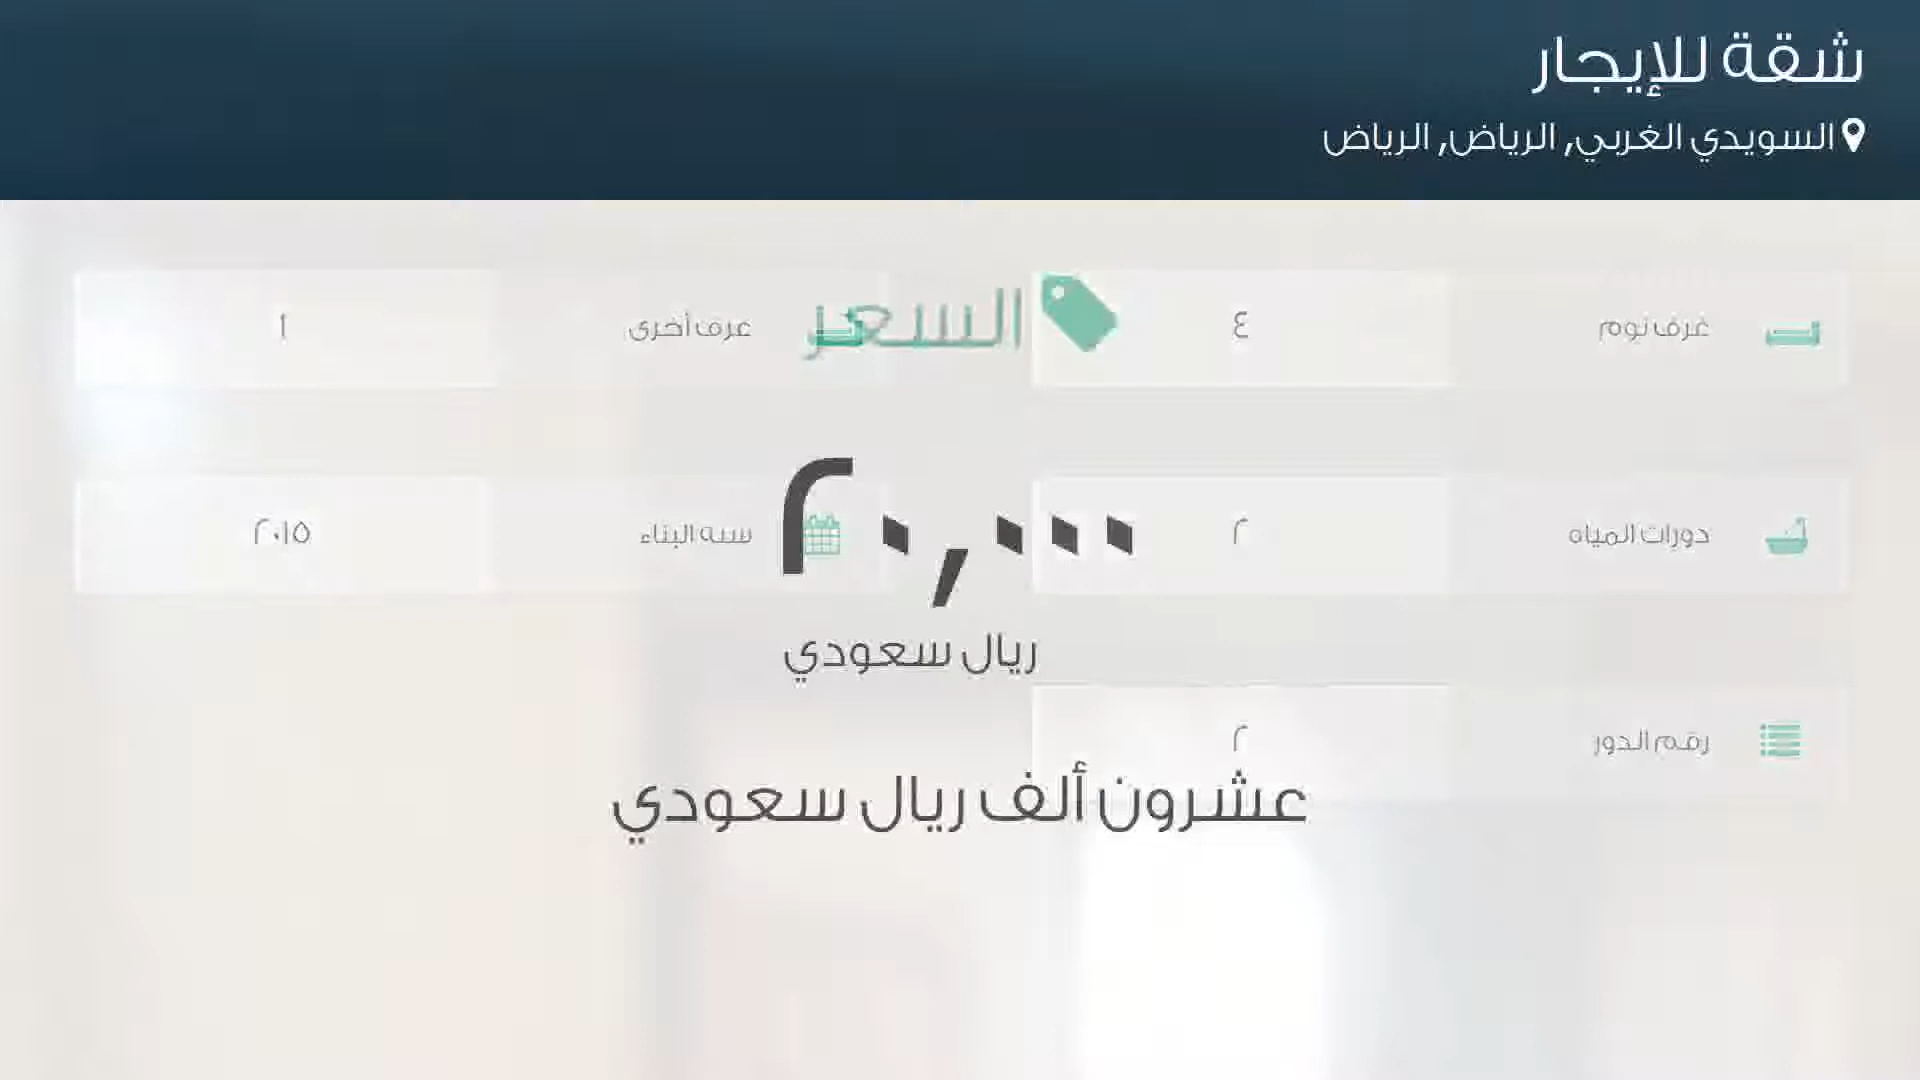 شقة للإيجار
السويدي الغربي, الرياض, الرياض
السعر
غرف نوم
٤
غرف أخرى
١
٢٠,٠٠٠
دورات المياه
٢
سنة البناء
٢٠١٥
ريال سعودي
رقم الدور
٢
عشرون ألف ريال سعودي